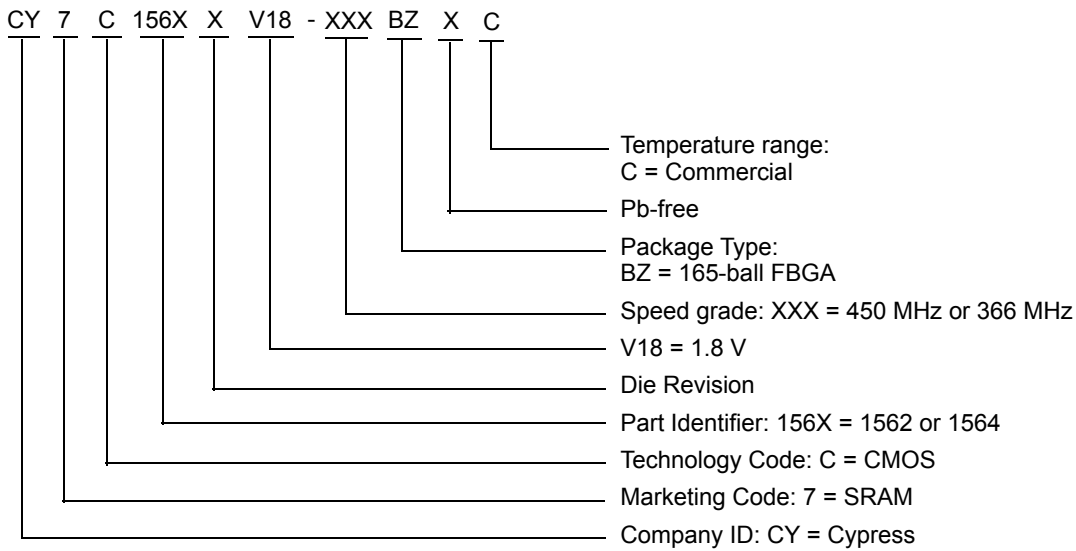 CY 7 C 156X X V18 - XXX BZ X C
Temperature range:
C = Commercial
Pb-free
Package Type:
BZ = 165-ball FBGA
Speed grade: XXX = 450 MHz or 366 MHz
V18 = 1.8 V
Die Revision
Part Identifier: 156X = 1562 or 1564
Technology Code: C = CMOS
Marketing Code: 7 = SRAM
Company ID: CY = Cypress